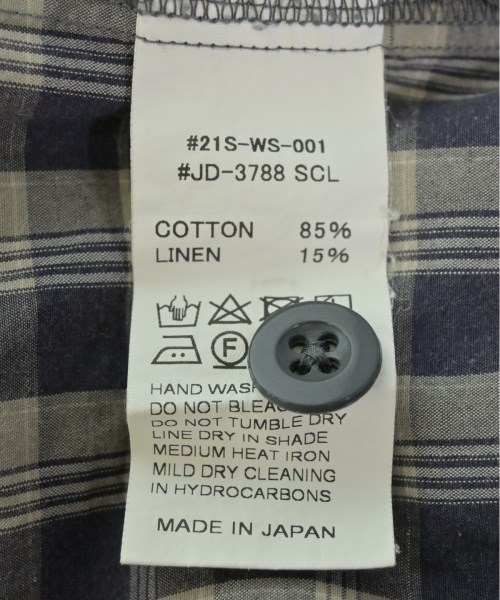 #21S-WS-001
#JD-3788 SCL
COTTON 85%
LINEN 15%
F
HAND
DO NOT
DO NOT TUMBLE DRY
LINE DRY IN SHADE
MEDIUM HEAT IRON
MILD DRY CLEANING
IN HYDROCARBONS
MADE IN JAPAN